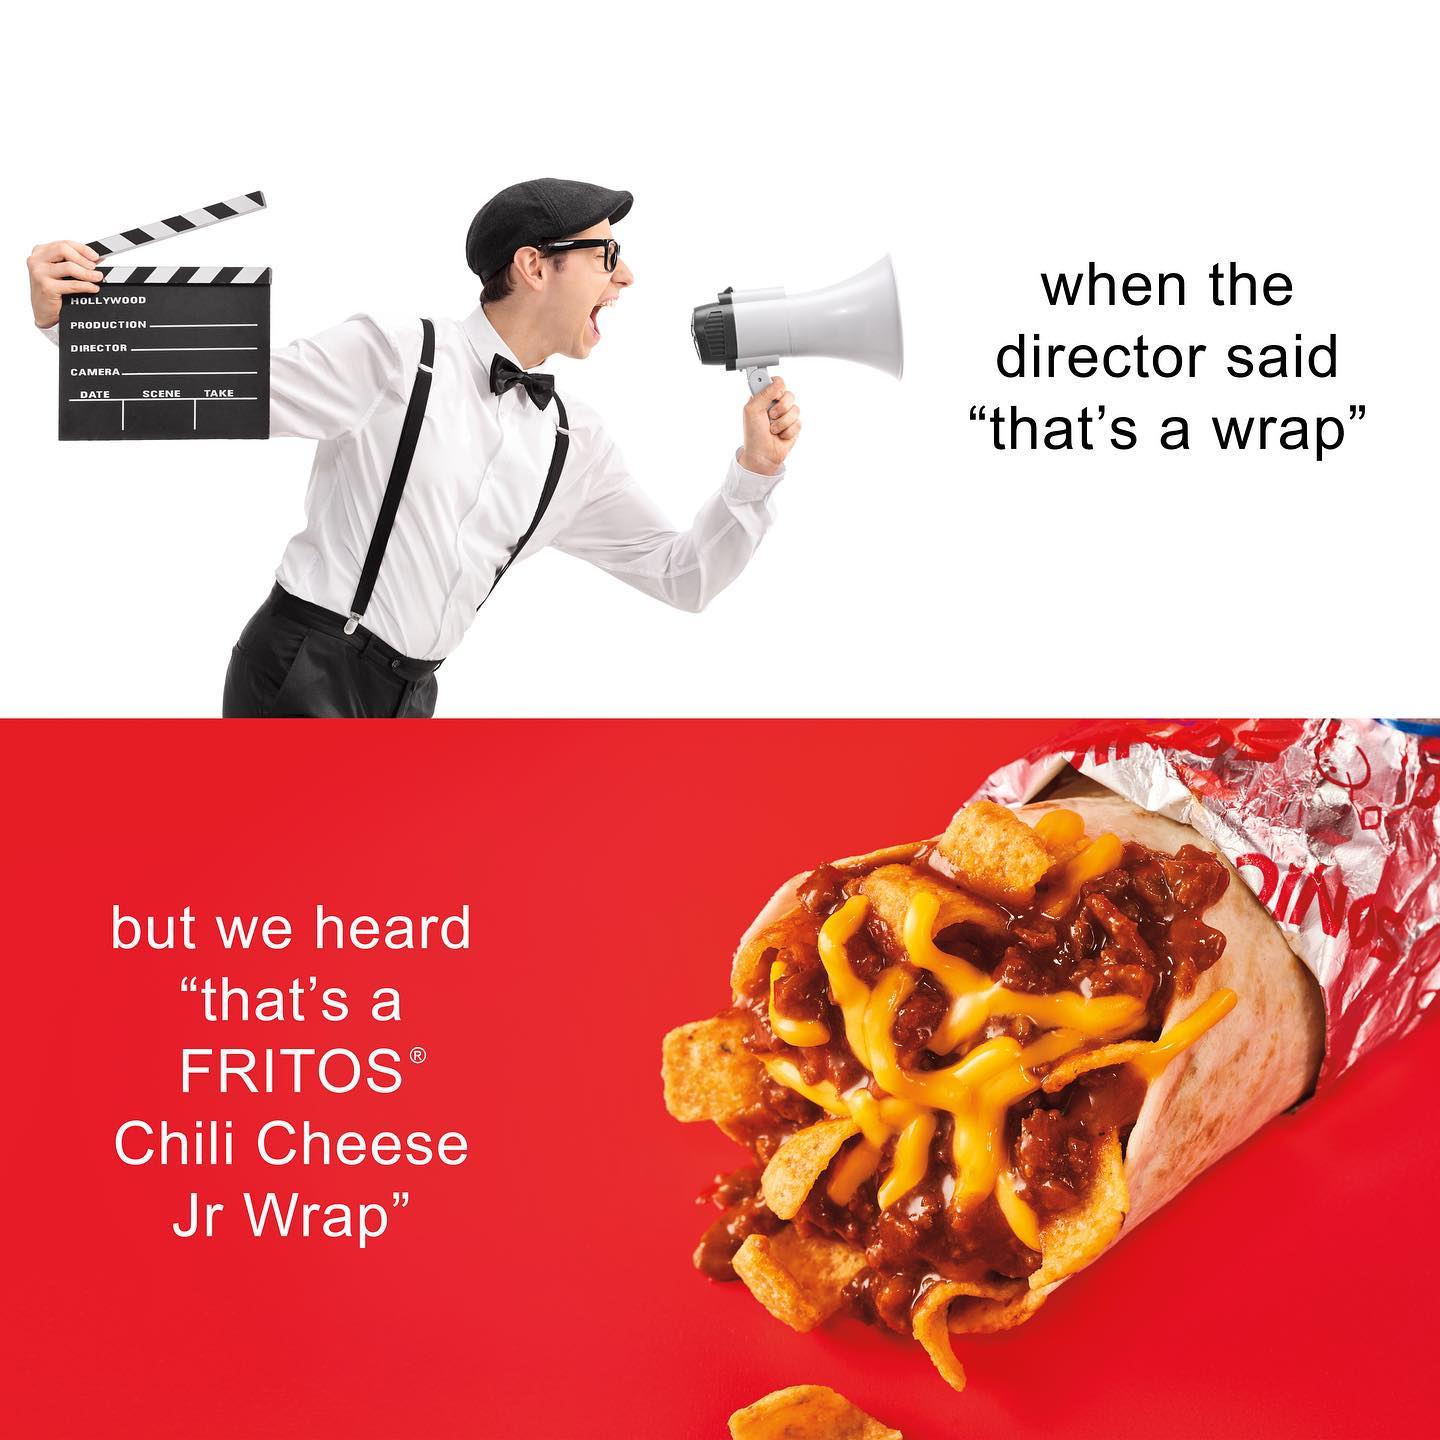 HOLLYWOOD
PRODUCTION
DIRECTOR
CAMERA
DATE SCENE TAKE
when the
director said
“that’s a wrap”
but we heard
“that’s a
FRITOS®
Chili Cheese
Jr Wrap”